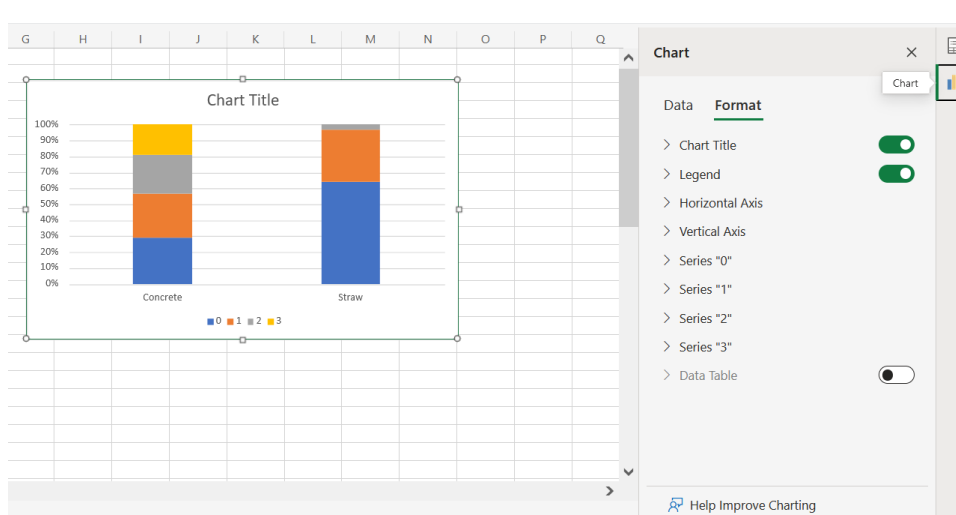 G H I J K L M N O P Q
Chart
Chart
Data Format
Chart Title
Legend
Horizontal Axis
Vertical Axis
Series "0"
Series "1"
Series "2"
Series "3"
Data Table
Help Improve Charting
Chart Title
100%
90%
80%
70%
60%
50%
40%
30%
20%
10%
0%
Concrete Straw
0 1 2 3